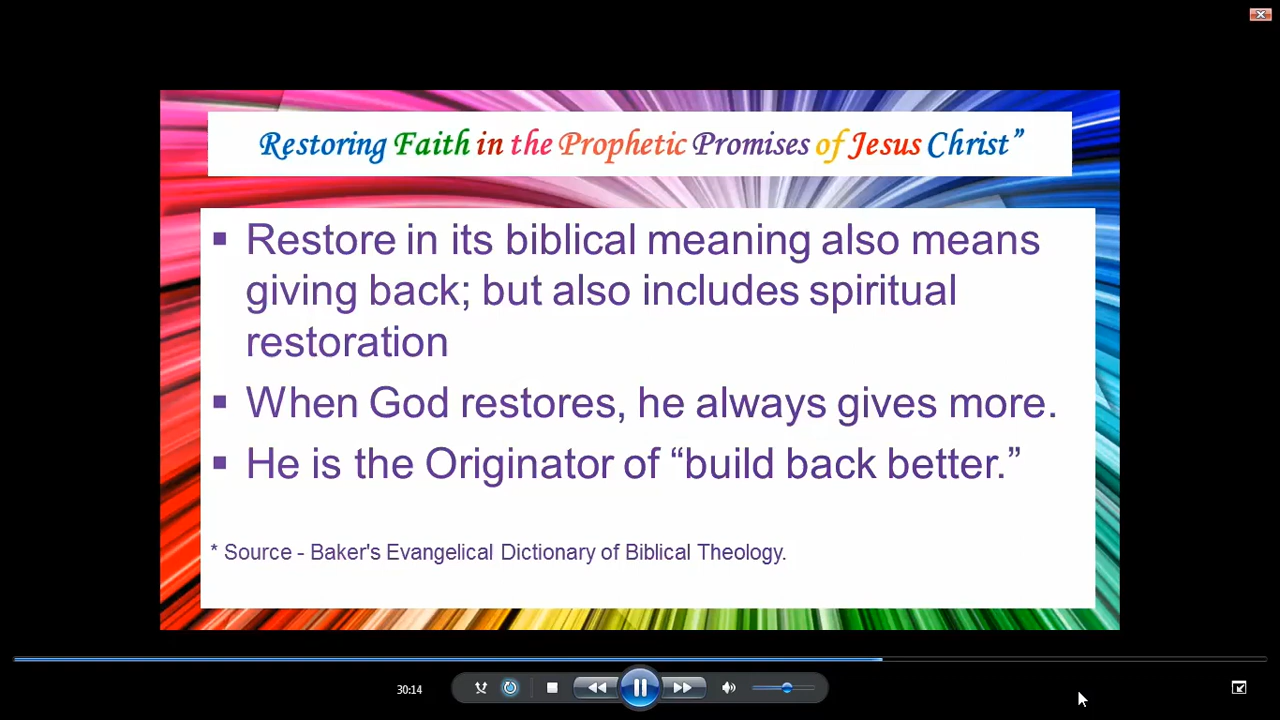 Restoring Faith in the Prophetic Promises of Jesus Christ”
▪ Restore in its biblical meaning also means
giving back; but also includes spiritual
restoration
▪ When God restores, he always gives more.
▪ He is the Originator of “build back better.”
* Source - Baker's Evangelical Dictionary of Biblical Theology.
30:14